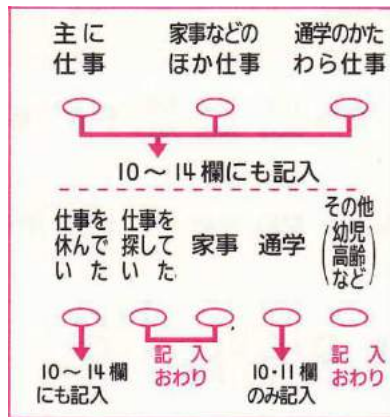 主に 家事などの 通学のかた
仕事 ほか仕事 わら仕事
10～14欄にも記入
仕事を 仕事を 家事 通学 その他
休んで 探して (幼児
いた いた 高齢
など)
10～14欄 記入 10・11欄 記入
にも記入 おわり のみ記入 おわり